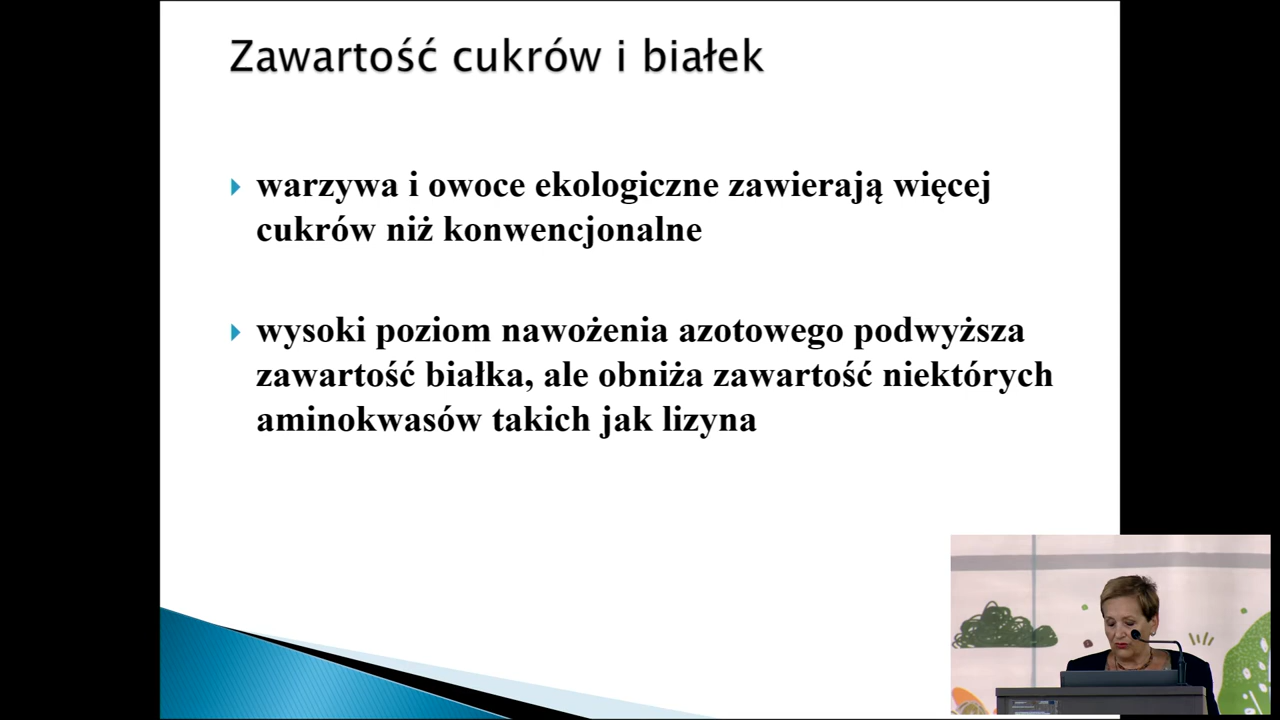 Zawartość cukrów i białek
warzywa i owoce ekologiczne zawierają więcej
cukrów niż konwencjonalne
wysoki poziom nawożenia azotowego podwyższa
zawartość białka, ale obniża zawartość niektórych
aminokwasów takich jak lizyna